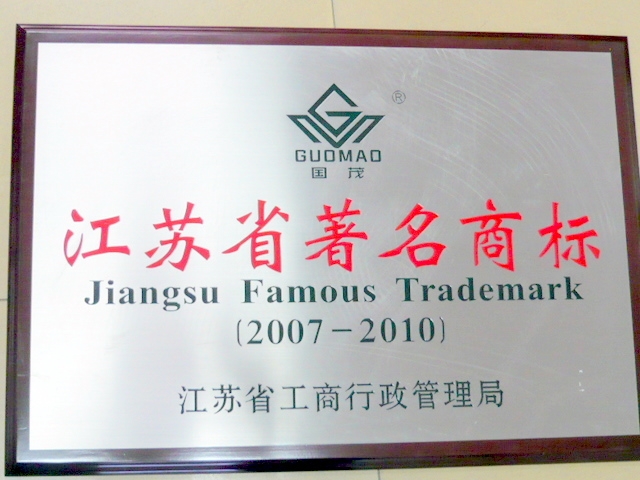 ®
GUOMAO
国茂
江苏省著名商标
Jiangsu Famous Trademark
(2007-2010)
江苏省工商行政管理局